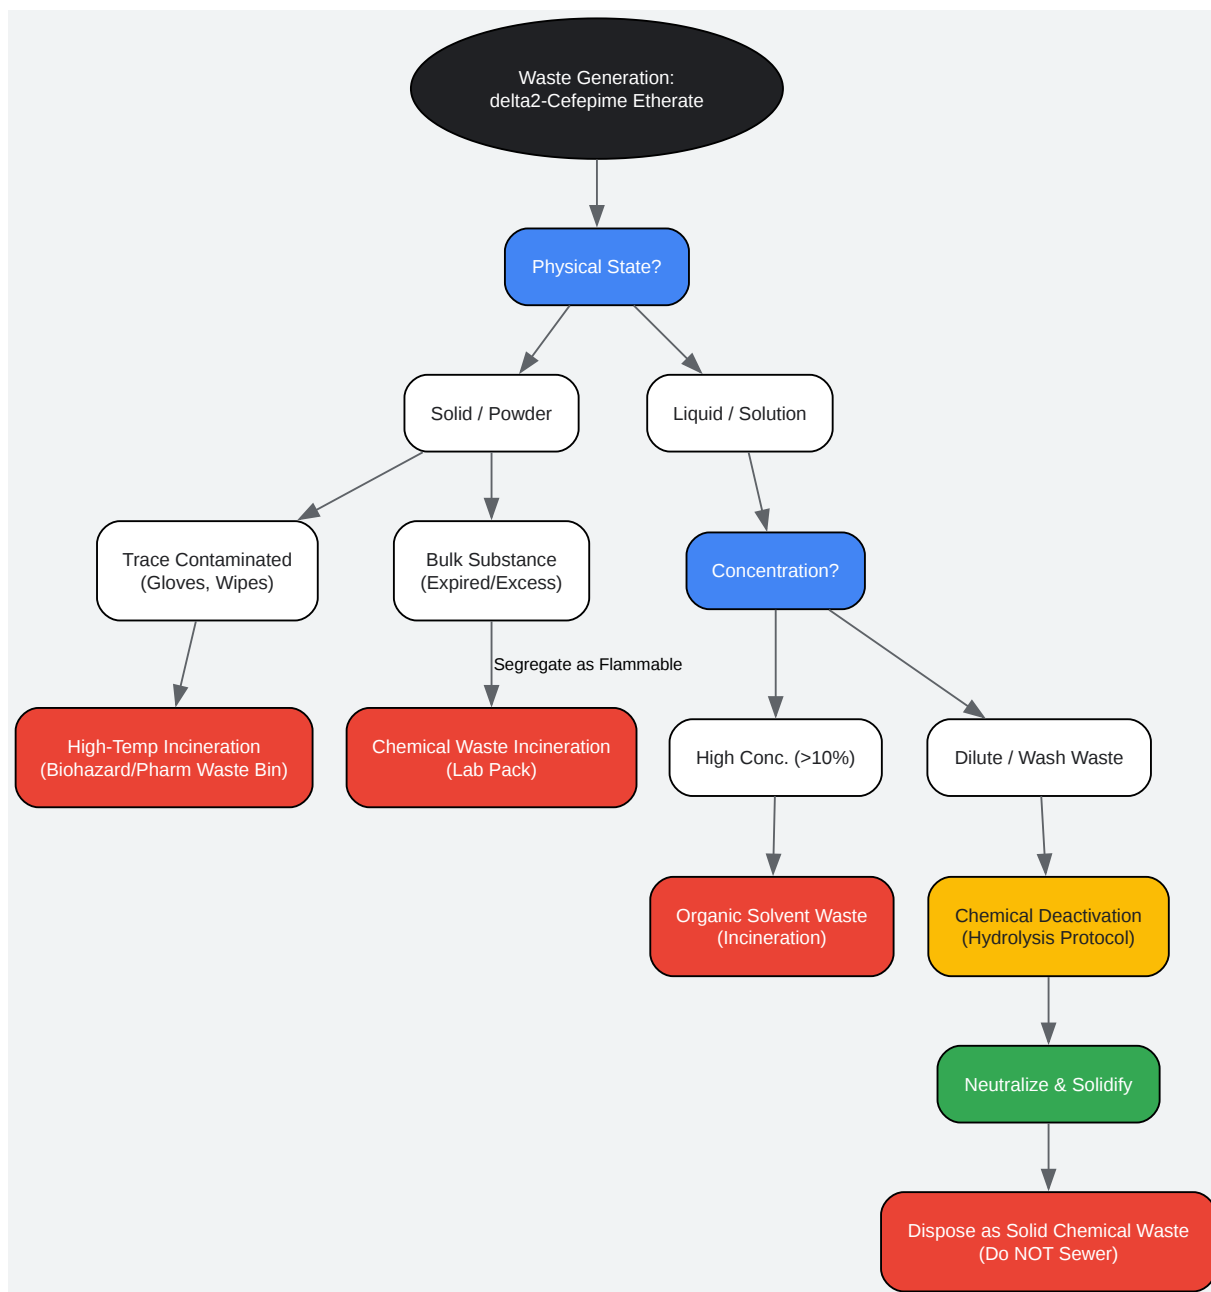 Waste Generation:
delta2-Cefepime Etherate
Physical State?
Solid / Powder
Liquid / Solution
Trace Contaminated
(Gloves, Wipes)
Bulk Substance
(Expired/Excess)
Concentration?
Segregate as Flammable
High-Temp Incineration
(Biohazard/Pharm Waste Bin)
Chemical Waste Incineration
(Lab Pack)
High Conc. (>10%)
Dilute / Wash Waste
Organic Solvent Waste
(Incineration)
Chemical Deactivation
(Hydrolysis Protocol)
Neutralize & Solidify
Dispose as Solid Chemical Waste
(Do NOT Sewer)